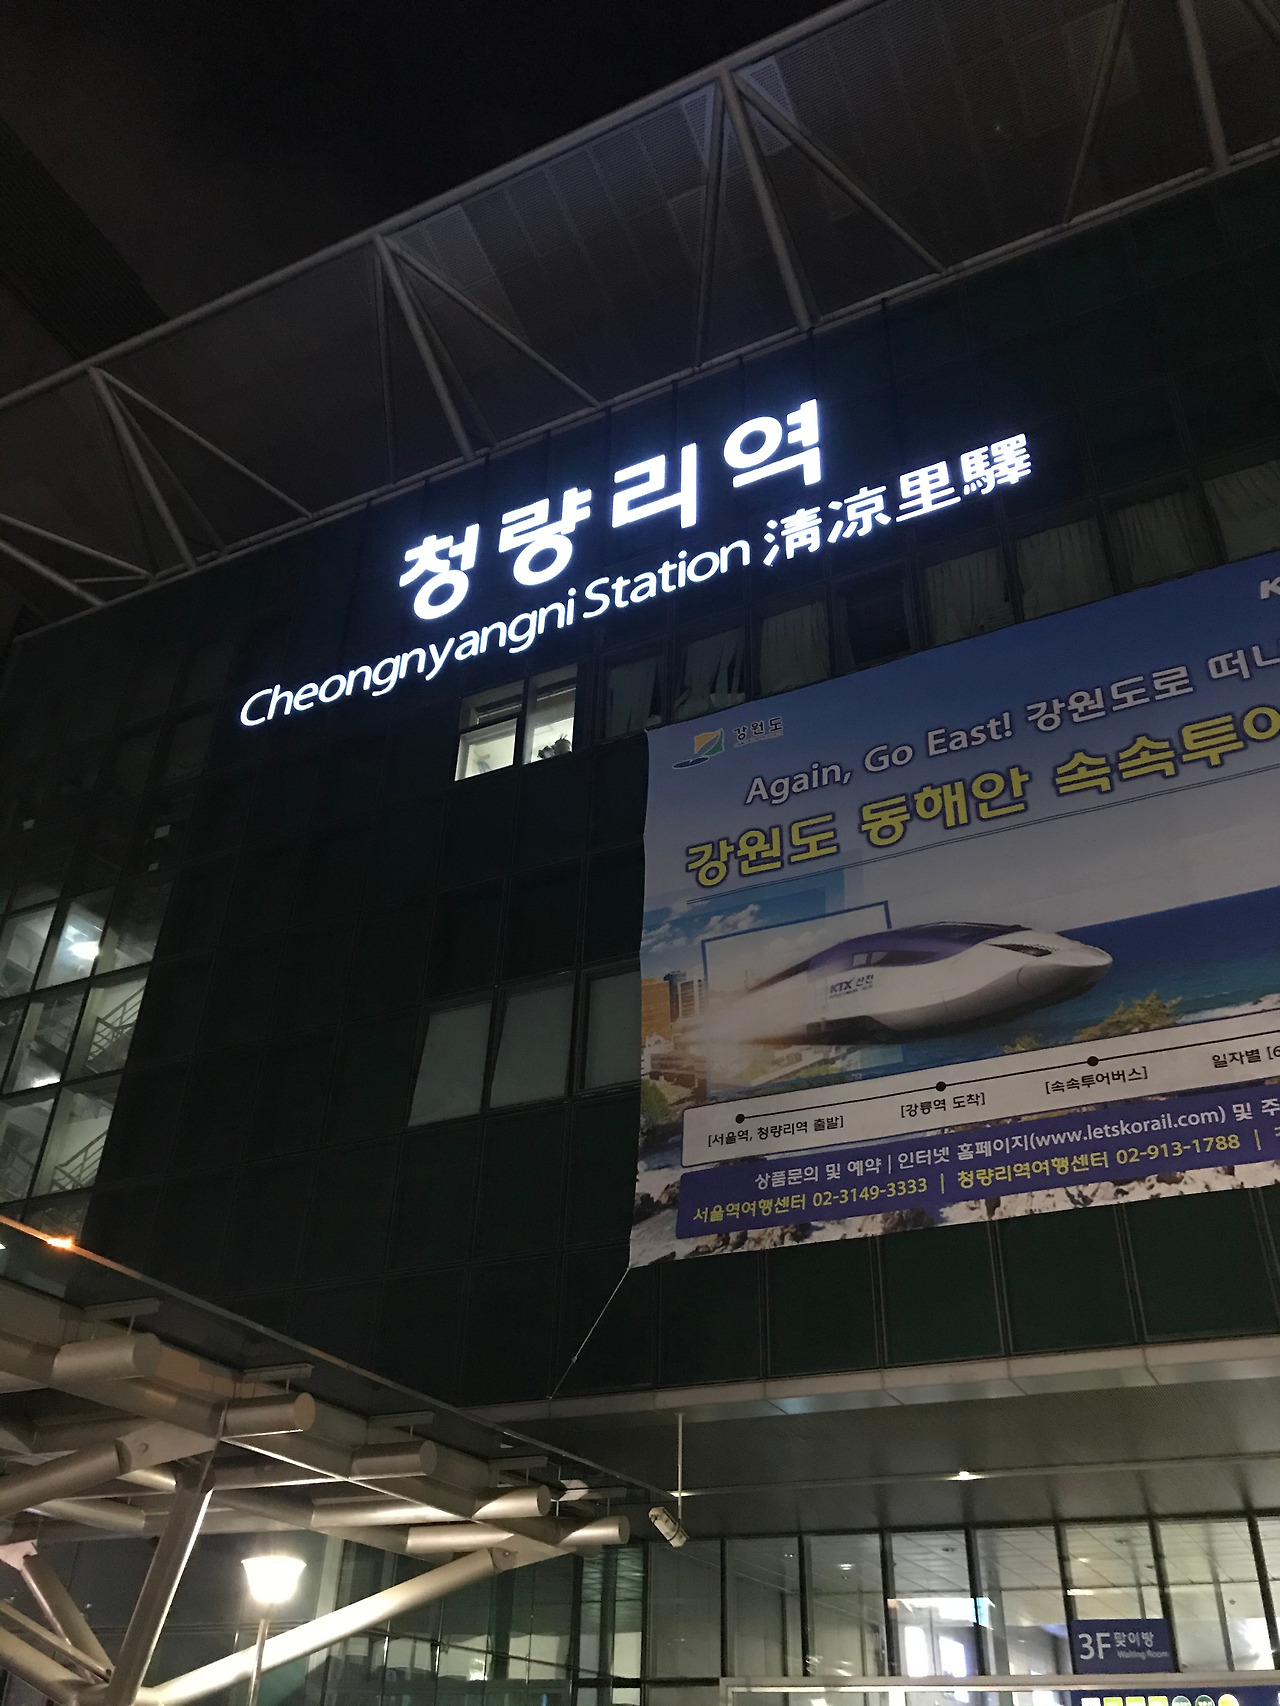 청량리역
Cheongnyangni Station 淸凉里驛
강원도
Again, Go East! 강원도로
강원도 동해안 속속투어
KTX 산천
[서울역, 청량리역 출발]
[강릉역 도착]
[속속투어버스]
일자별
상품문의 및 예약 | 인터넷 홈페이지(www.letskorail.com) 및
서울역여행센터 02-3149-3333 | 청량리역여행센터 02-913-1788 |
3F 맞이방
Waiting Room